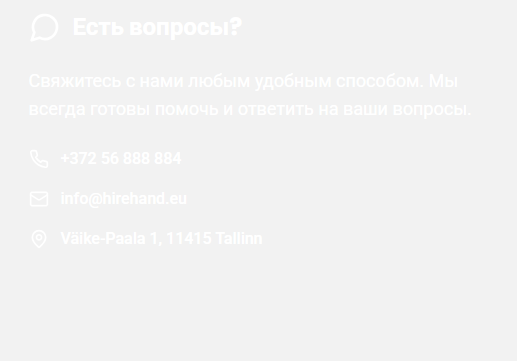 Есть вопросы?
Свяжитесь с нами любым удобным способом. Мы
всегда готовы помочь и ответить на ваши вопросы.
+372 56 888 884
info@hirehand.eu
Väike-Paala 1, 11415 Tallinn